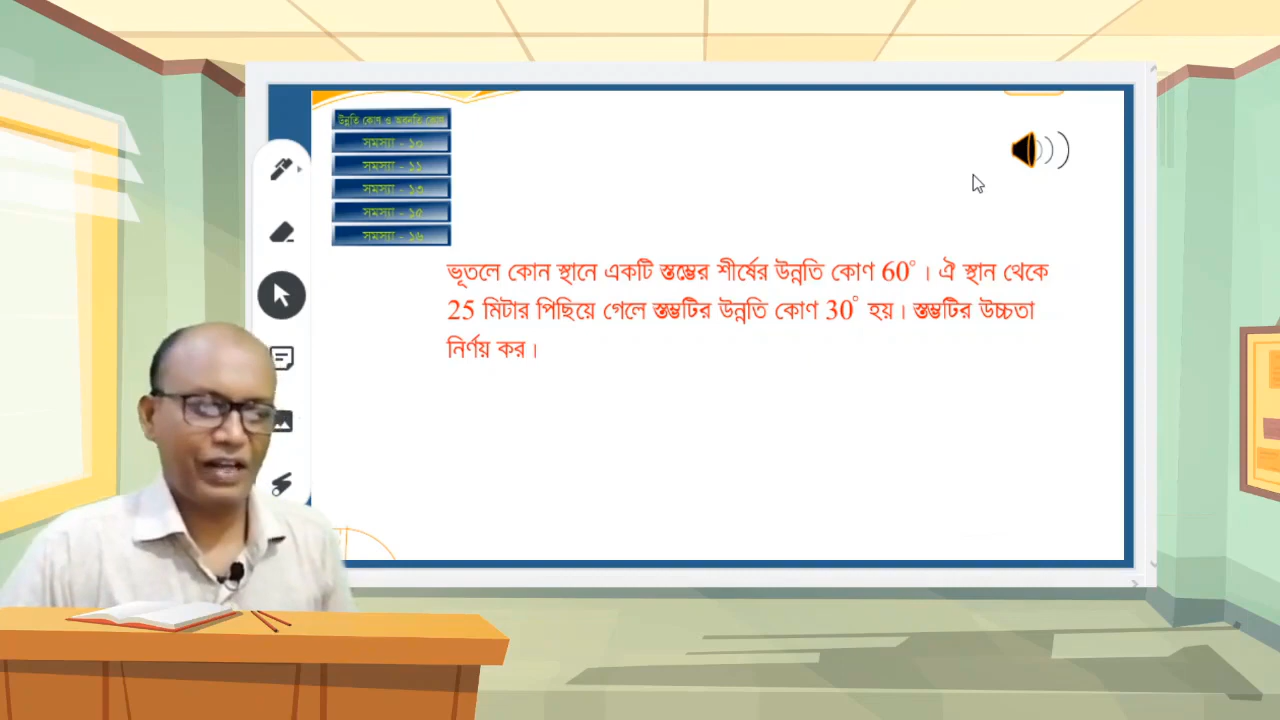 উন্নতি কোণ ও অবনতি কোণ
সমস্যা - ১০
সমস্যা - ১১
সমস্যা - ১৩
সমস্যা - ১৫
সমস্যা - ১৬
ভূতলে কোন স্থানে একটি স্তম্ভের শীর্ষের উন্নতি কোণ 60°। ঐ স্থান থেকে
25 মিটার পিছিয়ে গেলে স্তম্ভটির উন্নতি কোণ 30° হয়। স্তম্ভটির উচ্চতা
নির্ণয় কর।